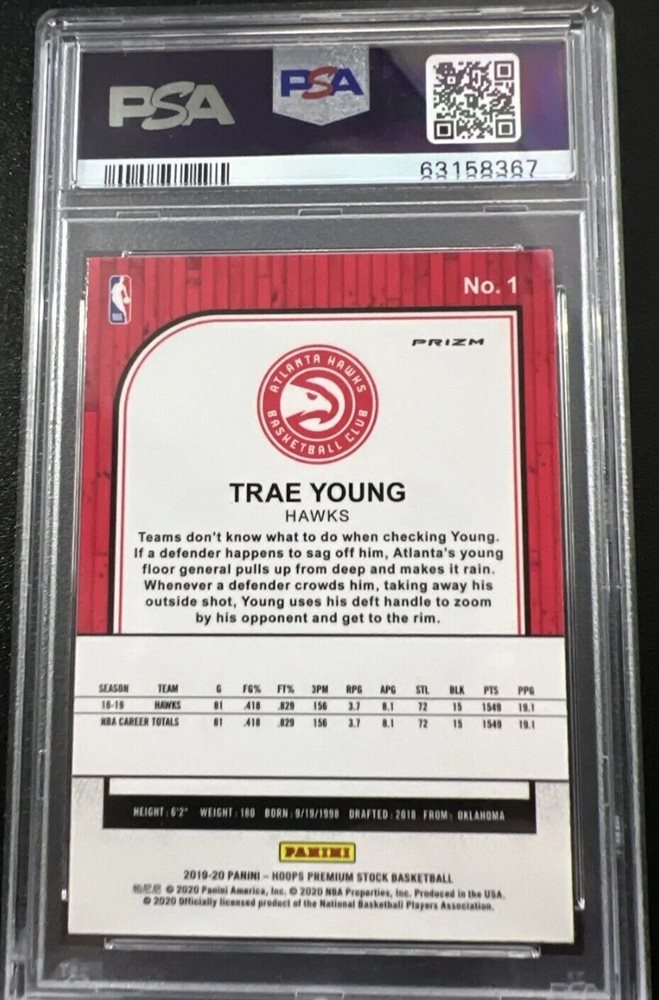 PSA
PSA
63158367
No. 1
PRIZM
ATLANTA HAWKS
BASKETBALL CLUB
TRAE YOUNG
HAWKS
Teams don't know what to do when checking Young.
If a defender happens to sag off him, Atlanta's young
floor general pulls up from deep and makes it rain.
Whenever a defender crowds him, taking away his
outside shot, Young uses his deft handle to zoom
by his opponent and get to the rim.
SEASON TEAM G FG% FT% 3PM RPG APG STL BLK PTS PPG
18-19 HAWKS 81 .418 .829 156 3.7 8.1 72 15 1549 19.1
NBA CAREER TOTALS 81 .418 .829 156 3.7 8.1 72 15 1549 19.1
HEIGHT: 6'2" WEIGHT: 180 BORN: 9/19/1998 DRAFTED: 2018 FROM: OKLAHOMA
PANINI
2019-20 PANINI – HOOPS PREMIUM STOCK BASKETBALL
© 2020 Panini America, Inc. © 2020 NBA Properties, Inc. Produced in the USA.
© 2020 Officially licensed product of the National Basketball Players Association.